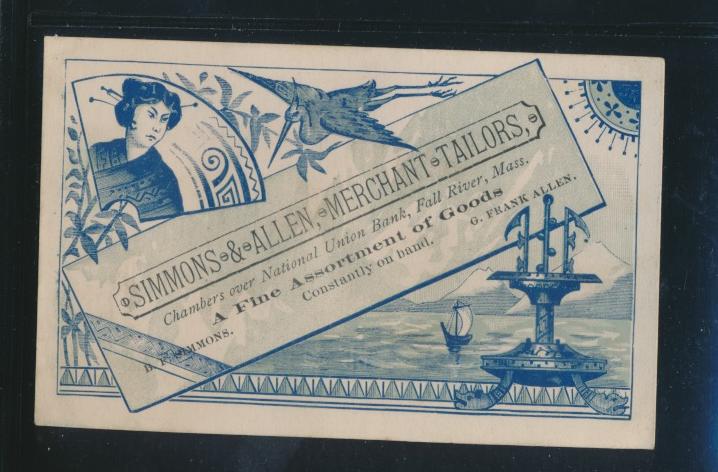 SIMMONS & ALLEN, MERCHANT TAILORS,
Chambers over National Union Bank, Fall River, Mass.
A Fine Assortment of Goods
Constantly on hand.
G. FRANK ALLEN.
SIMMONS.